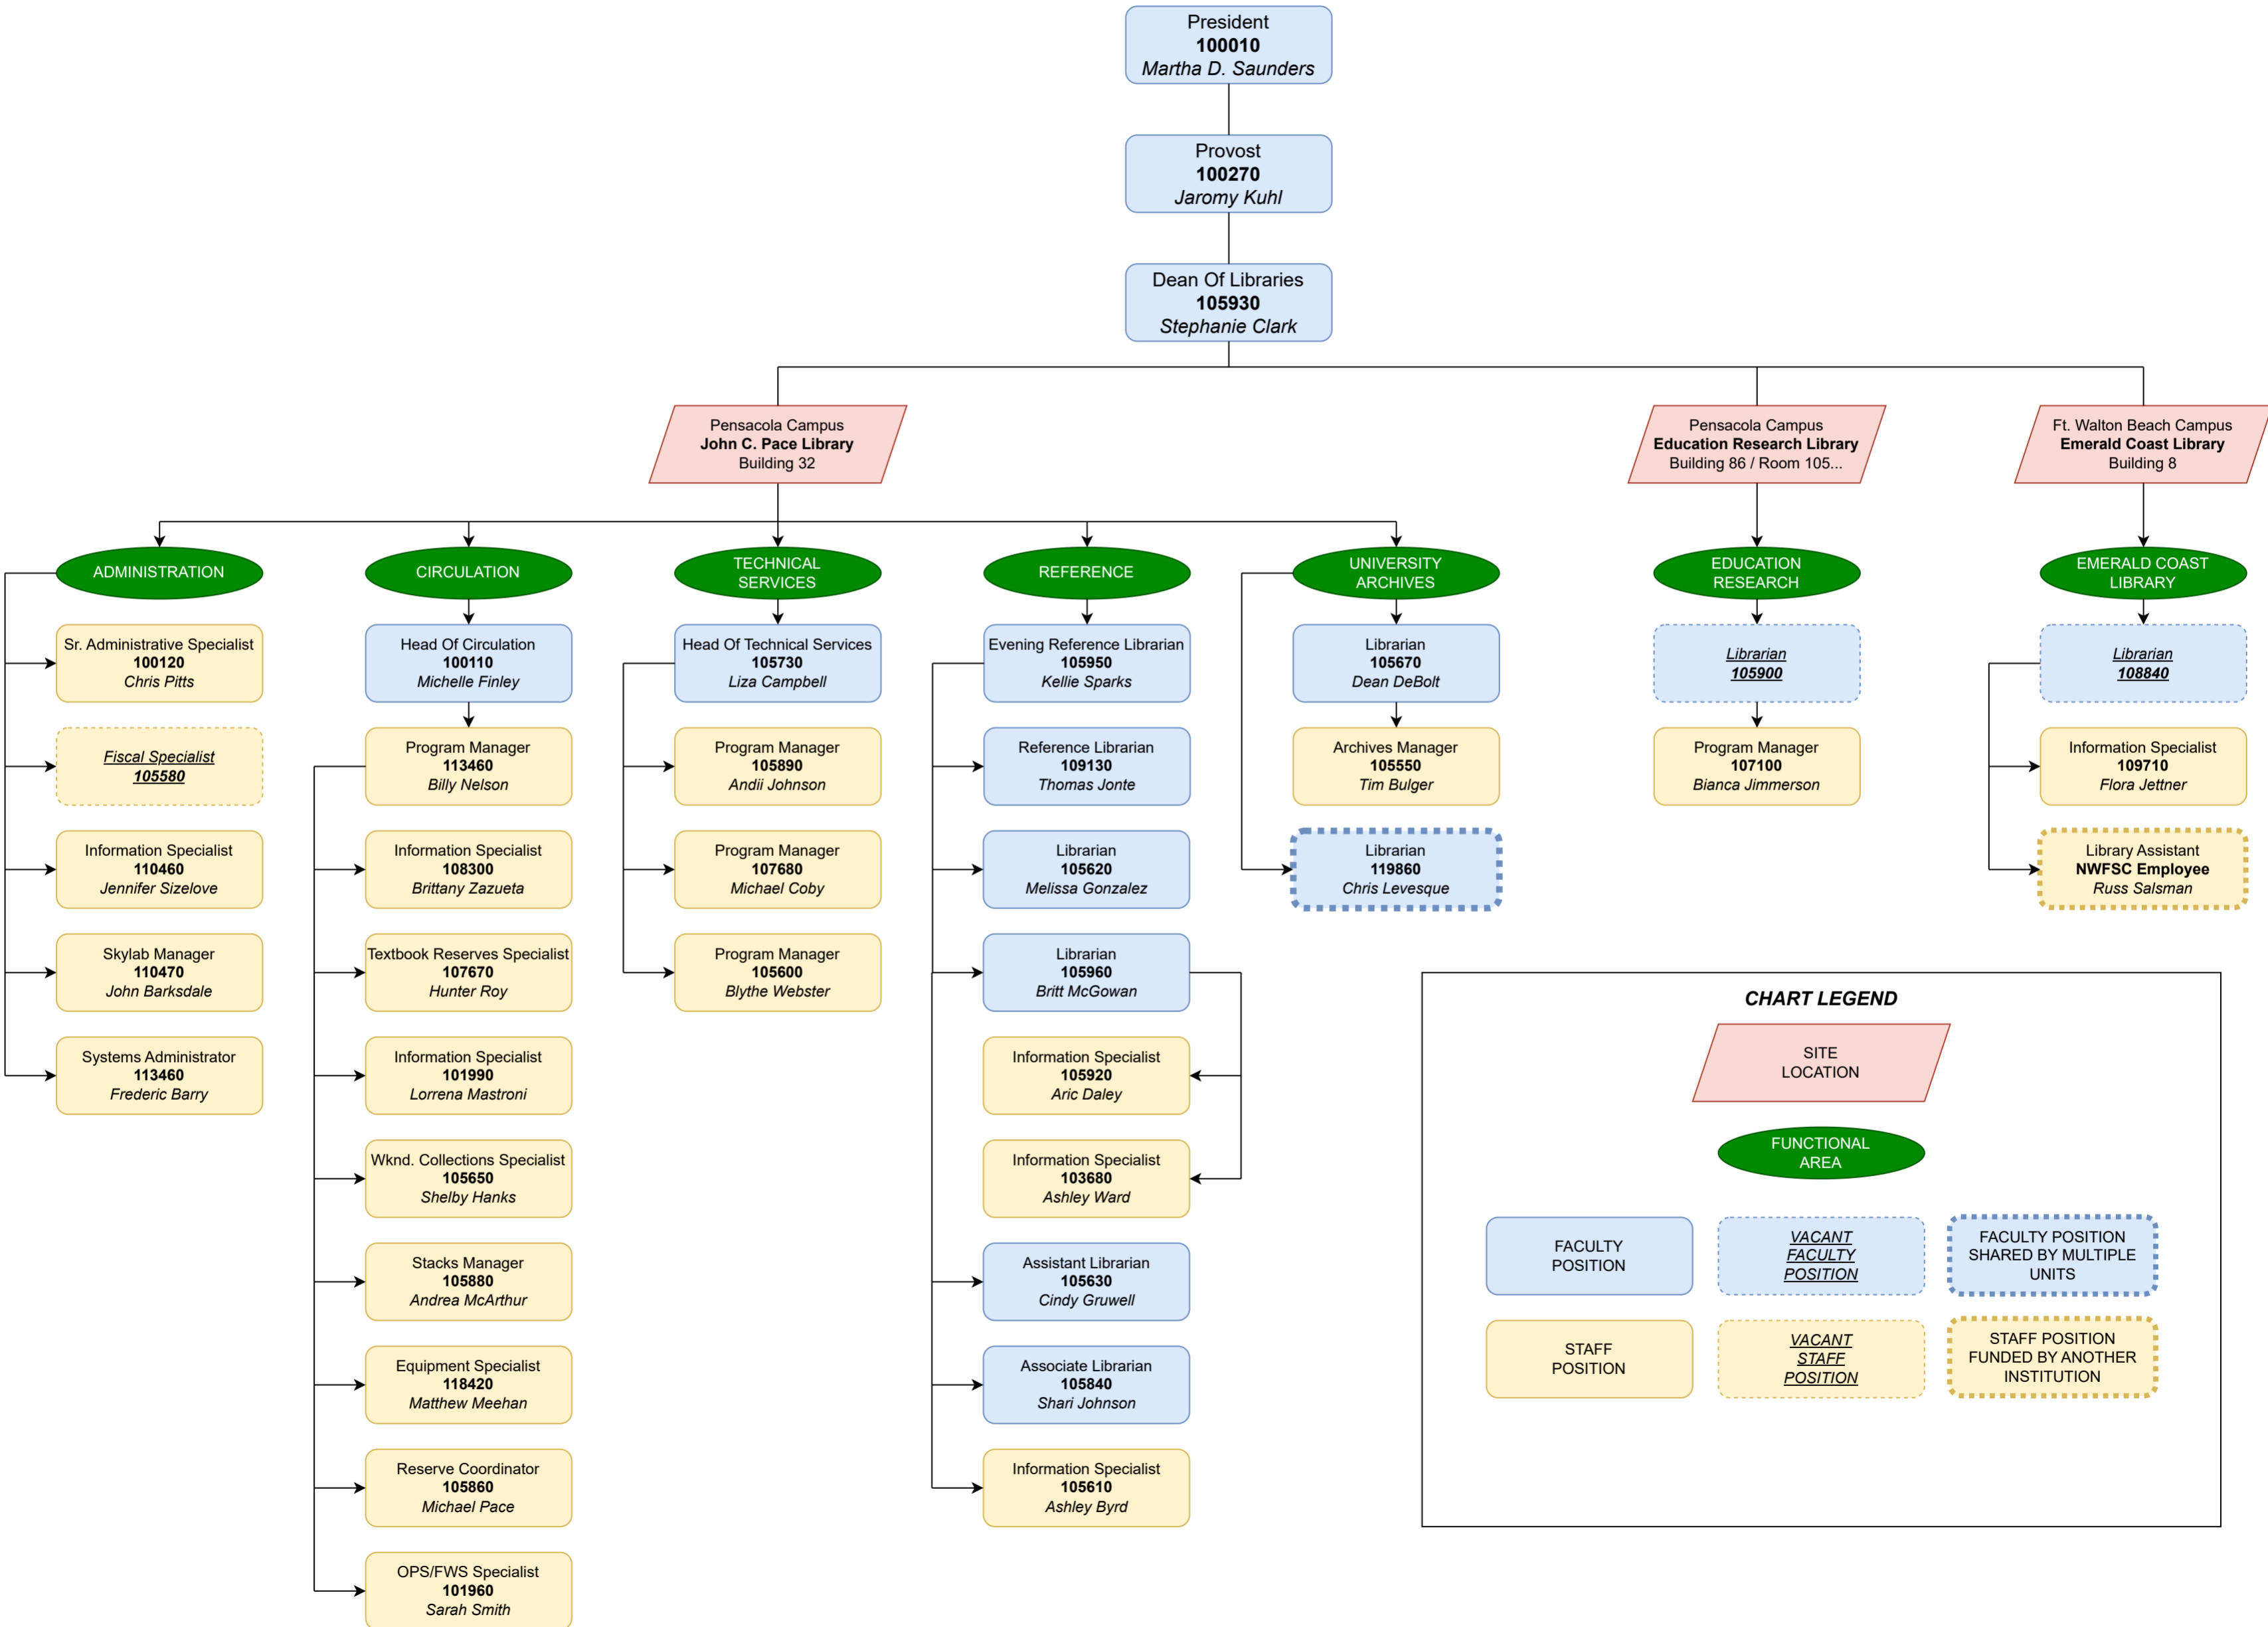 President
100010
Martha D. Saunders
Provost
100270
Jaromy Kuhl
Dean Of Libraries
105930
Stephanie Clark
Pensacola Campus
John C. Pace Library
Building 32
Pensacola Campus
Education Research Library
Building 86 / Room 105...
Ft. Walton Beach Campus
Emerald Coast Library
Building 8
ADMINISTRATION
Sr. Administrative Specialist
100120
Chris Pitts
Fiscal Specialist
105580
Information Specialist
110460
Jennifer Sizelove
Skylab Manager
110470
John Barksdale
Systems Administrator
113460
Frederic Barry
CIRCULATION
Head Of Circulation
100110
Michelle Finley
Program Manager
113460
Billy Nelson
Information Specialist
108300
Brittany Zazueta
Textbook Reserves Specialist
107670
Hunter Roy
Information Specialist
101990
Lorrena Mastroni
Wknd. Collections Specialist
105650
Shelby Hanks
Stacks Manager
105880
Andrea McArthur
Equipment Specialist
118420
Matthew Meehan
Reserve Coordinator
105860
Michael Pace
OPS/FWS Specialist
101960
Sarah Smith
TECHNICAL
SERVICES
Head Of Technical Services
105730
Liza Campbell
Program Manager
105890
Andii Johnson
Program Manager
107680
Michael Coby
Program Manager
105600
Blythe Webster
REFERENCE
Evening Reference Librarian
105950
Kellie Sparks
Reference Librarian
109130
Thomas Jonte
Librarian
105620
Melissa Gonzalez
Librarian
105960
Britt McGowan
Information Specialist
105920
Aric Daley
Information Specialist
103680
Ashley Ward
Assistant Librarian
105630
Cindy Gruwell
Associate Librarian
105840
Shari Johnson
Information Specialist
105610
Ashley Byrd
UNIVERSITY
ARCHIVES
Librarian
105670
Dean DeBolt
Archives Manager
105550
Tim Bulger
Librarian
119860
Chris Levesque
EDUCATION
RESEARCH
Librarian
105900
Program Manager
107100
Bianca Jimmerson
EMERALD COAST
LIBRARY
Librarian
108840
Information Specialist
109710
Flora Jettner
Library Assistant
NWFSC Employee
Russ Salsman
CHART LEGEND
SITE
LOCATION
FUNCTIONAL
AREA
FACULTY
POSITION
VACANT
FACULTY
POSITION
FACULTY POSITION
SHARED BY MULTIPLE
UNITS
STAFF
POSITION
VACANT
STAFF
POSITION
STAFF POSITION
FUNDED BY ANOTHER
INSTITUTION